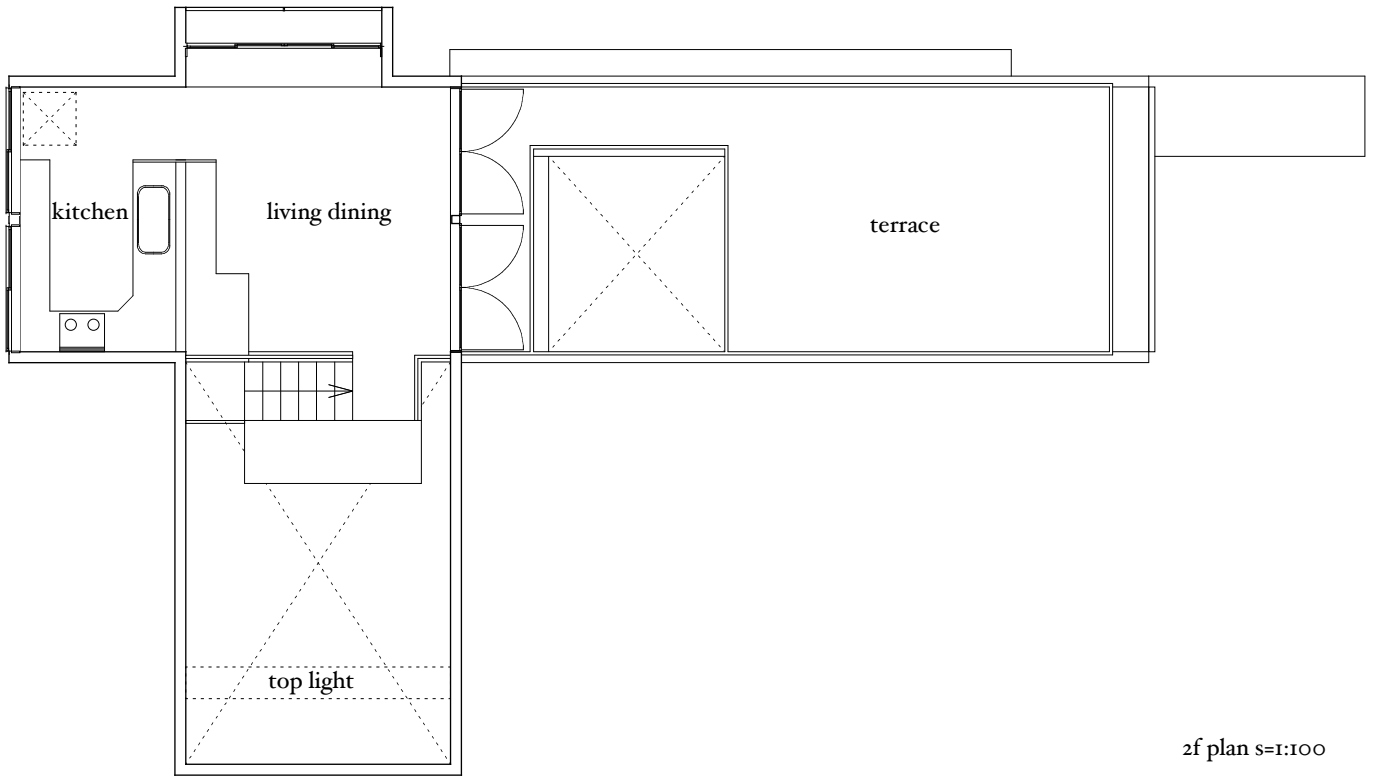 kitchen
living dining
terrace
top light
2f plan s=1:100